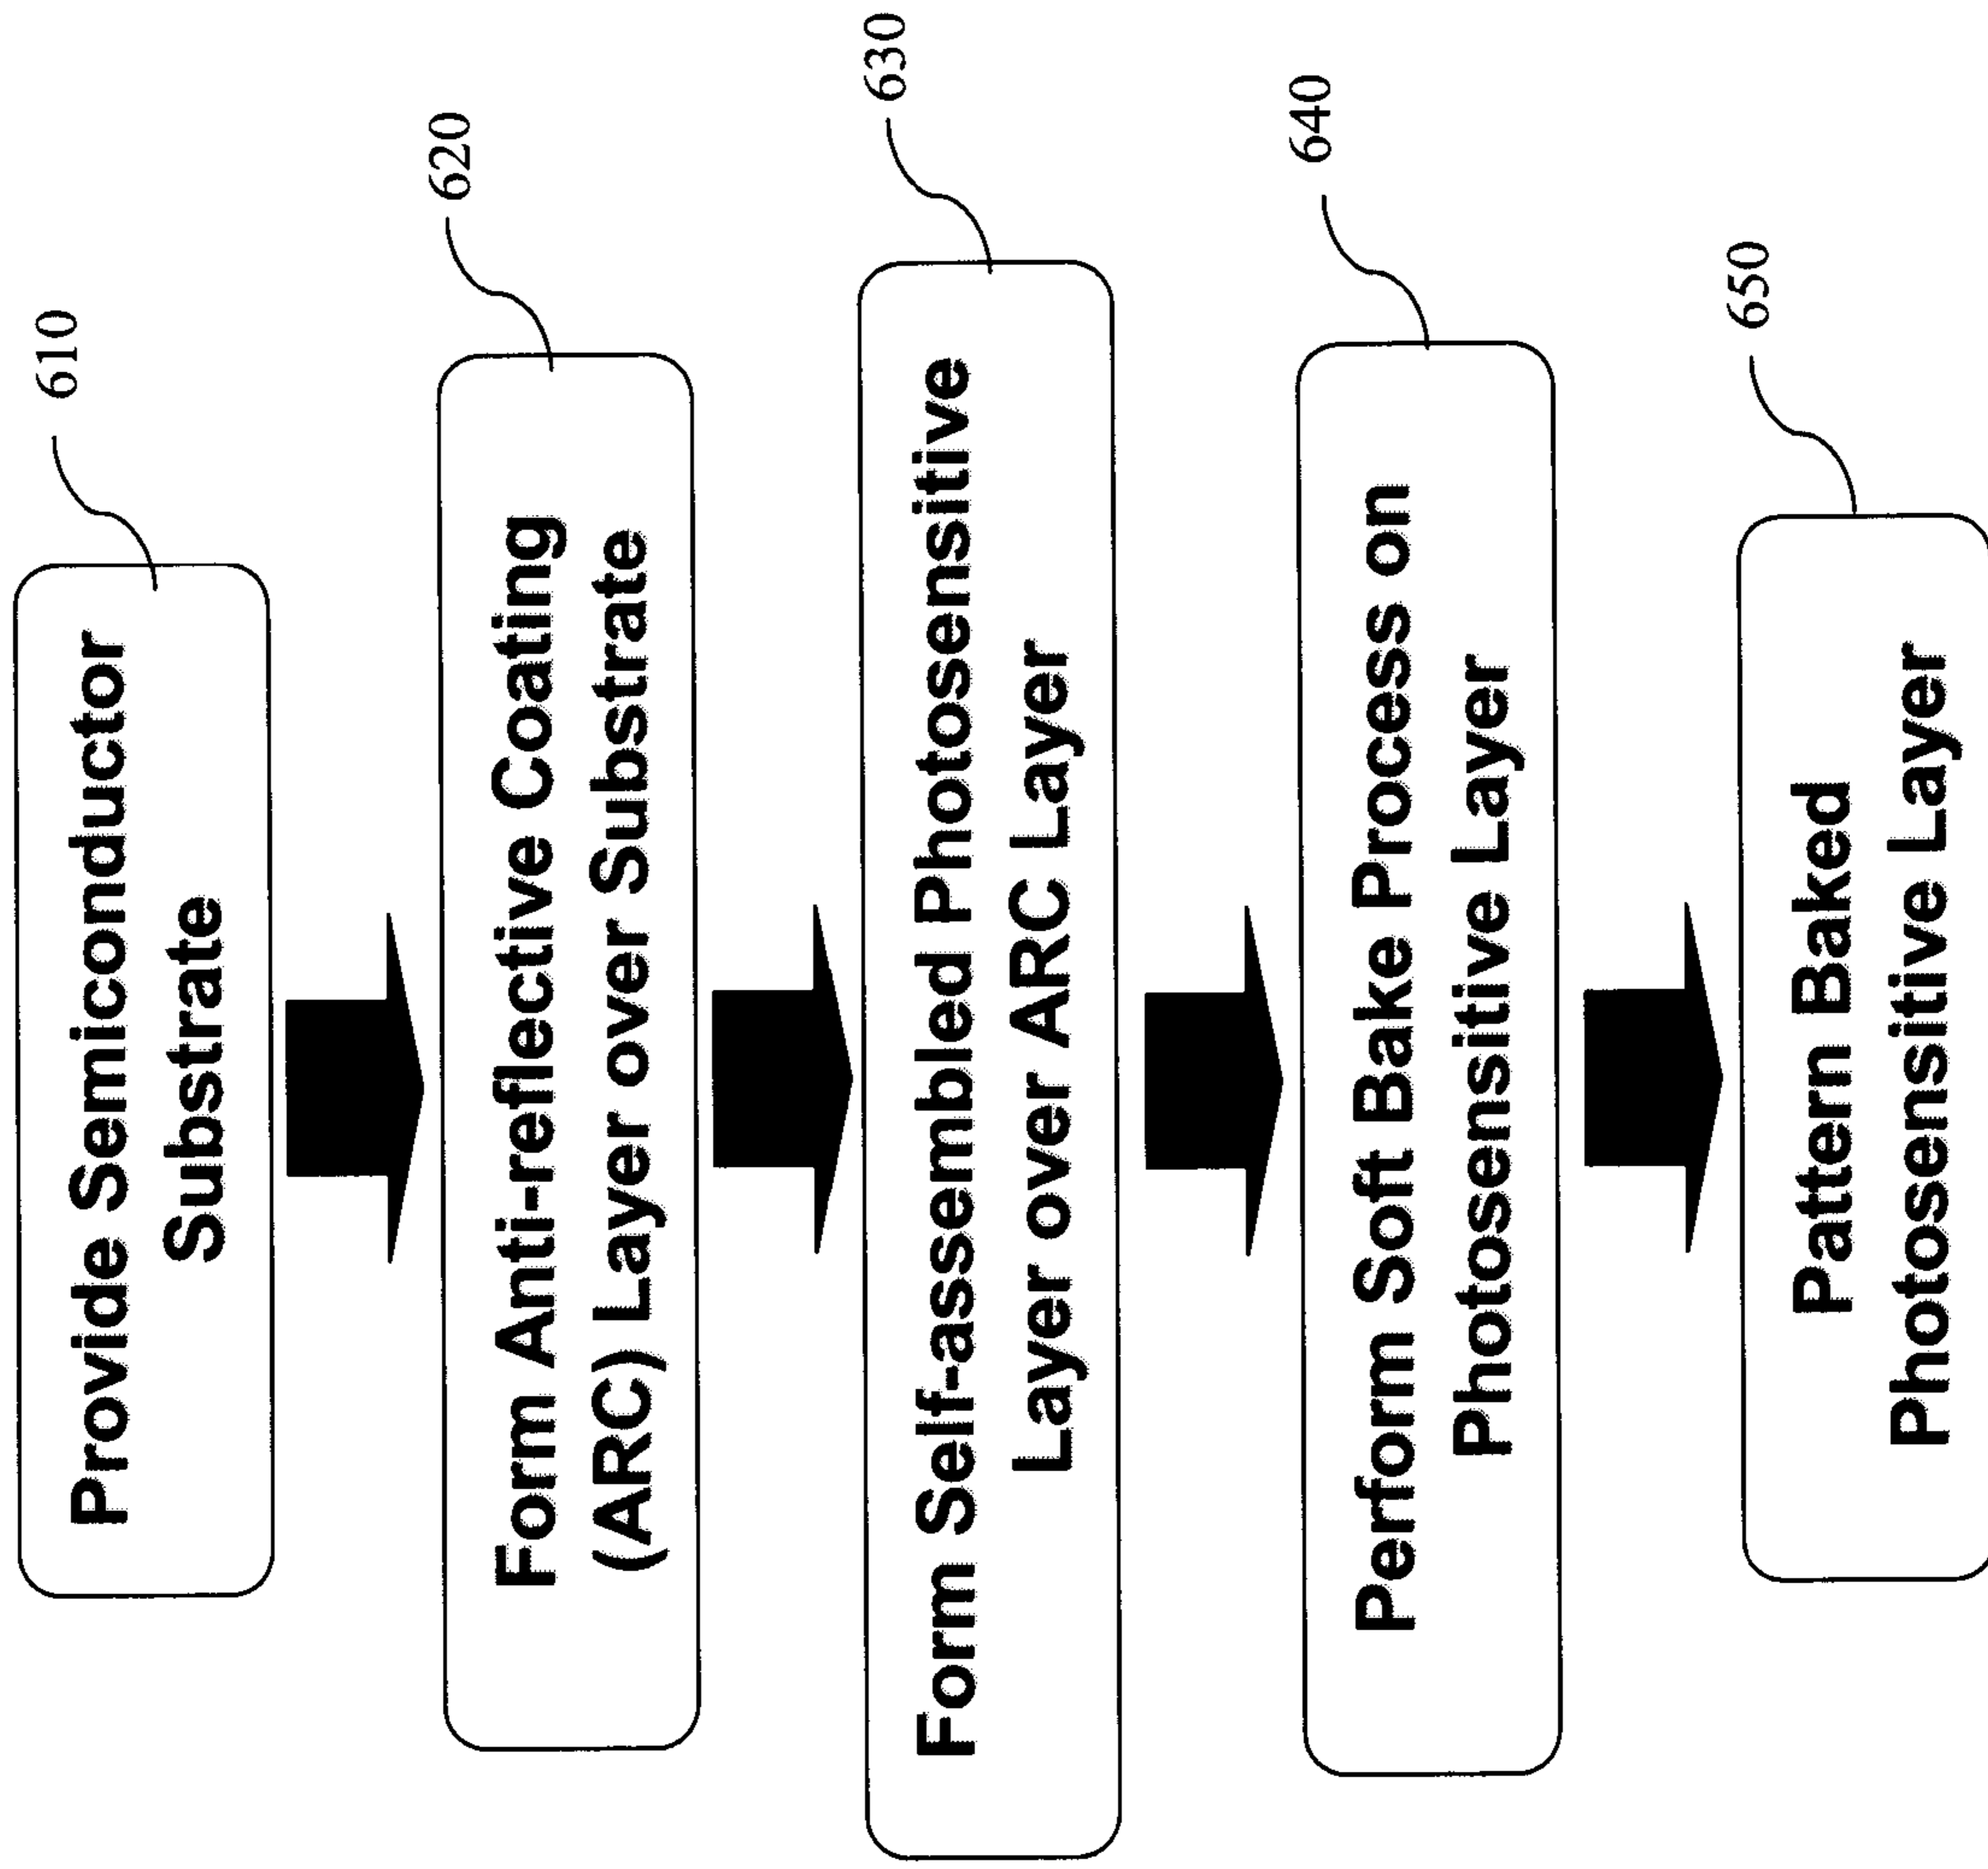 610
Provide Semiconductor
Substrate
620
Form Anti-reflective Coating
(ARC) Layer over Substrate
630
Form Self-assembled Photosensitive
Layer over ARC Layer
640
Perform Soft Bake Process on
Photosensitive Layer
650
Pattern Baked
Photosensitive Layer